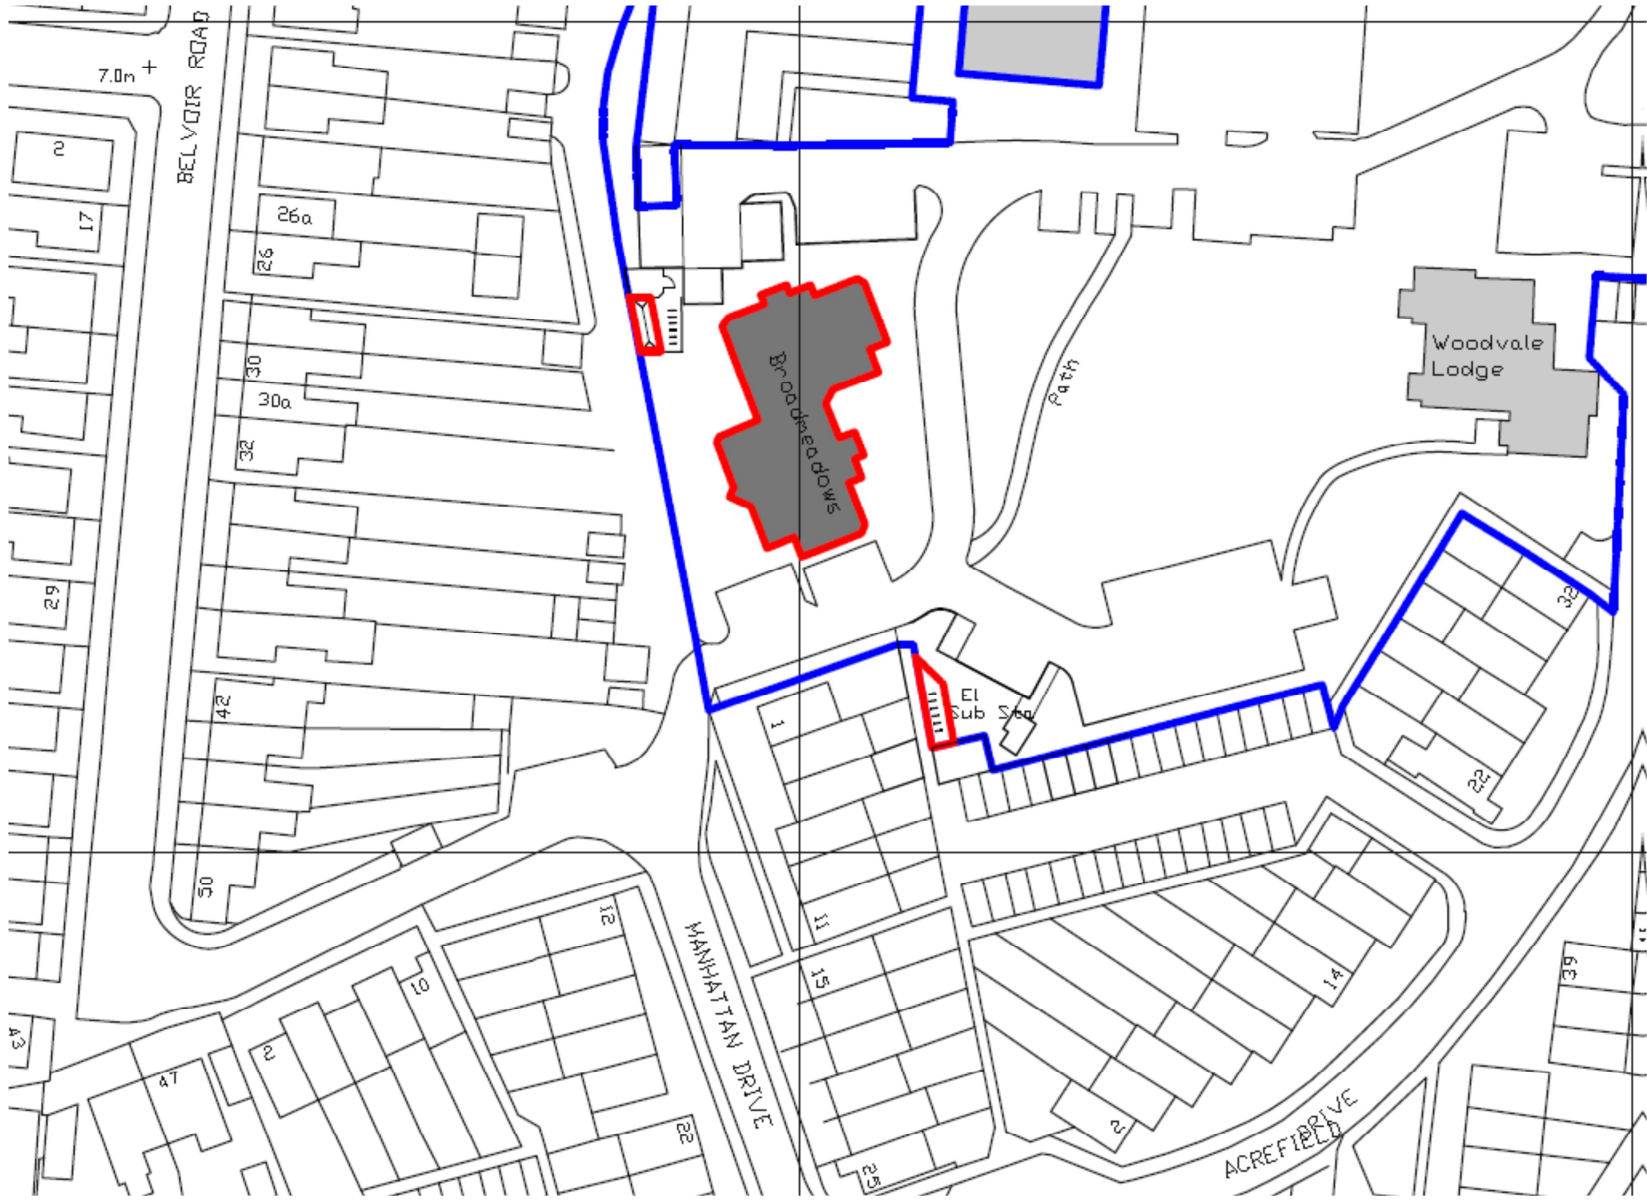 BELVOIR ROAD
7.0m
2
17
26a
26
30
30a
32
29
42
50
Broadmeadows
Path
Woodvale
Lodge
El
Sub Sta
1
11
32
22
12
10
2
47
43
MANHATTAN DRIVE
15
25
22
14
2
39
ACREFIELD
DRIVE